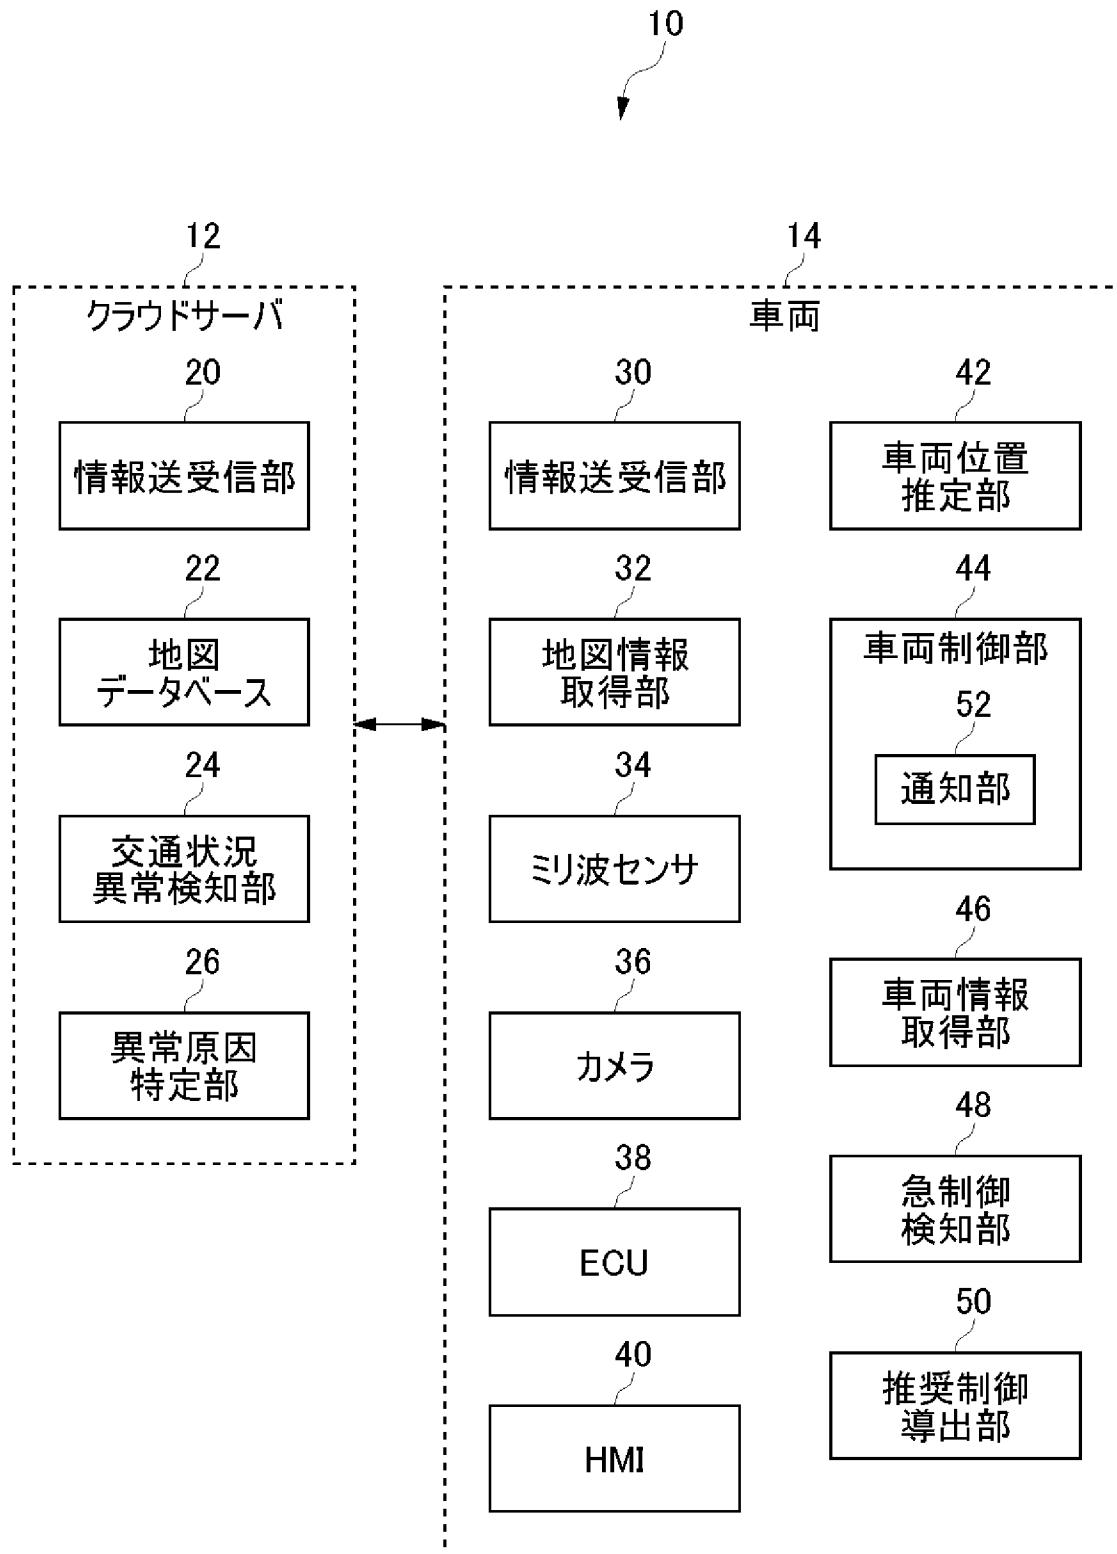 10
12
クラウドサーバ
20
情報送受信部
22
地図
データベース
24
交通状況
異常検知部
26
異常原因
特定部
14
車両
30
情報送受信部
32
地図情報
取得部
34
ミリ波センサ
36
カメラ
38
ECU
40
HMI
42
車両位置
推定部
44
車両制御部
52
通知部
46
車両情報
取得部
48
急制御
検知部
50
推奨制御
導出部